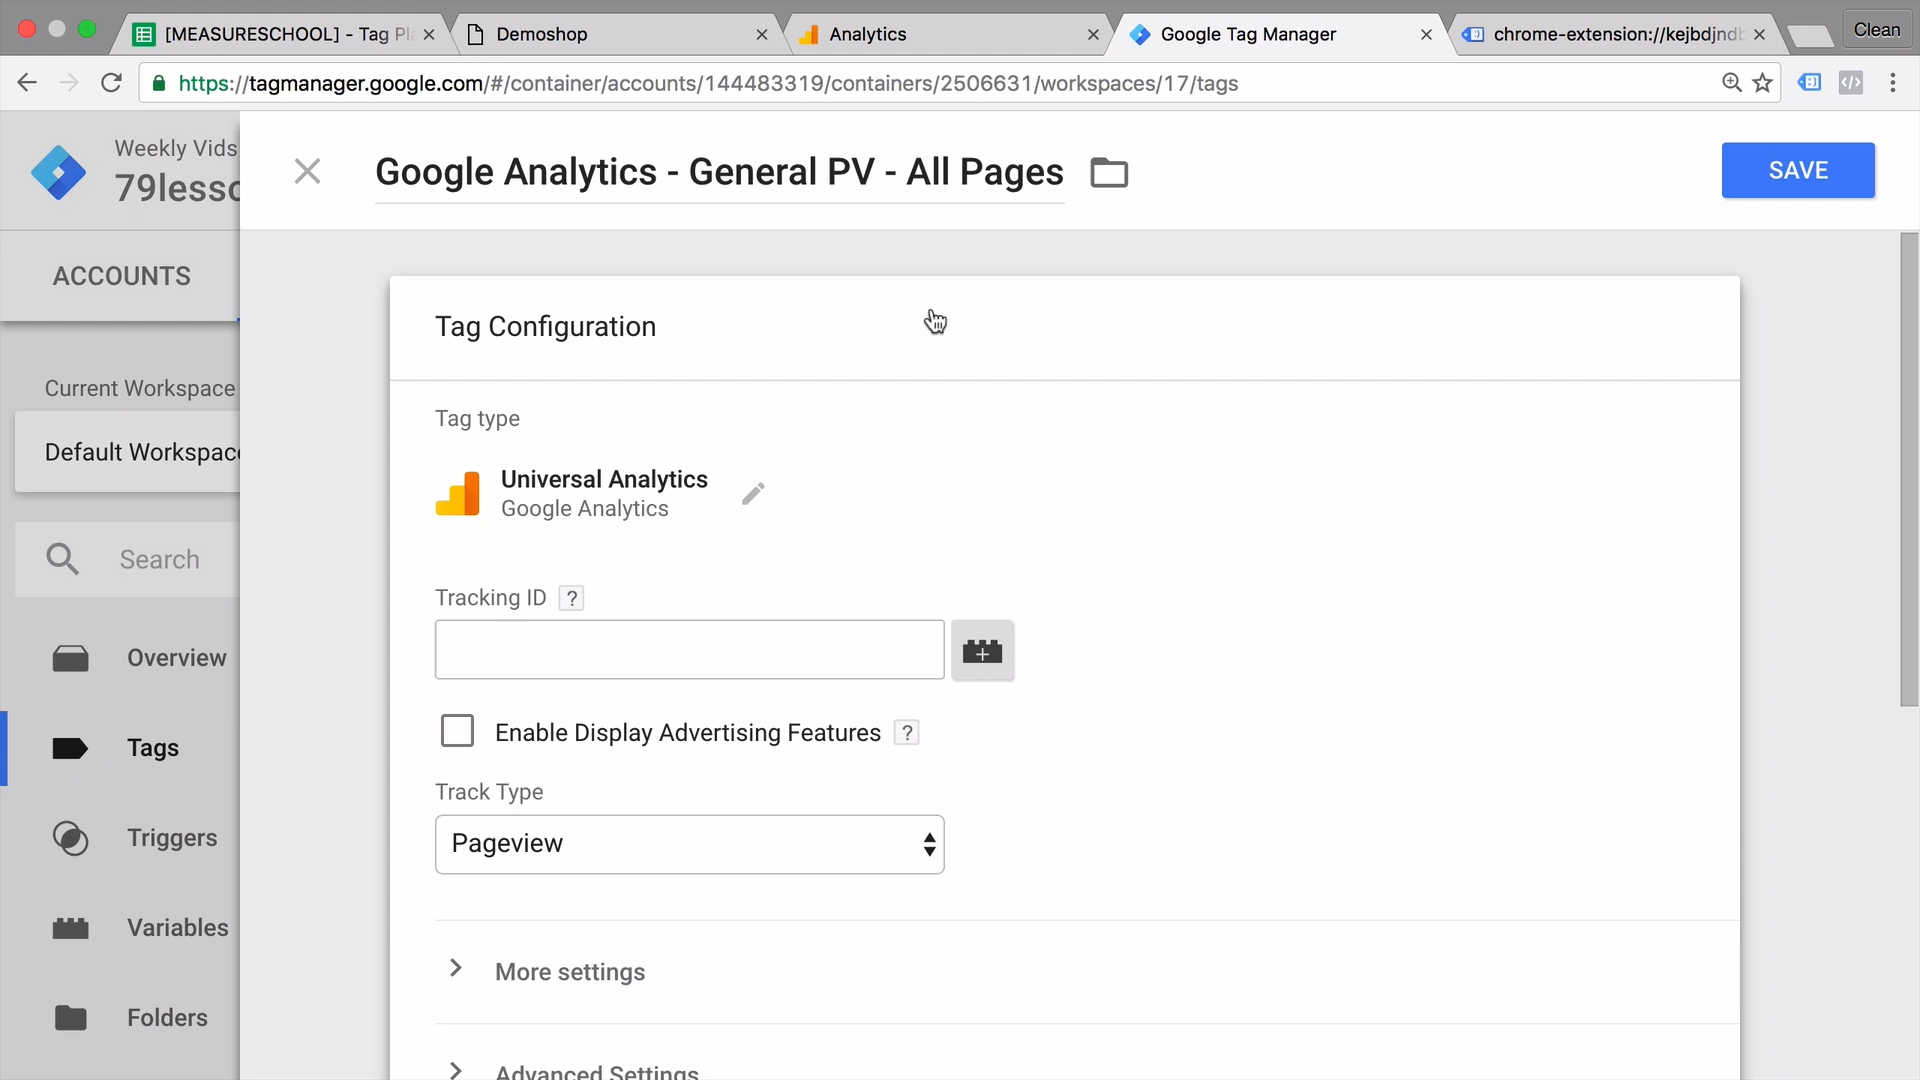 [MEASURESCHOOL] - Tag Pl
Demoshop
Analytics
Google Tag Manager
chrome-extension://kejbdjndb
Clean
https://tagmanager.google.com/#/container/accounts/144483319/containers/2506631/workspaces/17/tags
Weekly Vids
79lesso
Google Analytics - General PV - All Pages
SAVE
ACCOUNTS
Current Workspace
Default Workspace
Search
Overview
Tags
Triggers
Variables
Folders
Tag Configuration
Tag type
Universal Analytics
Google Analytics
Tracking ID ?
Enable Display Advertising Features ?
Track Type
Pageview
More settings
Advanced Settings